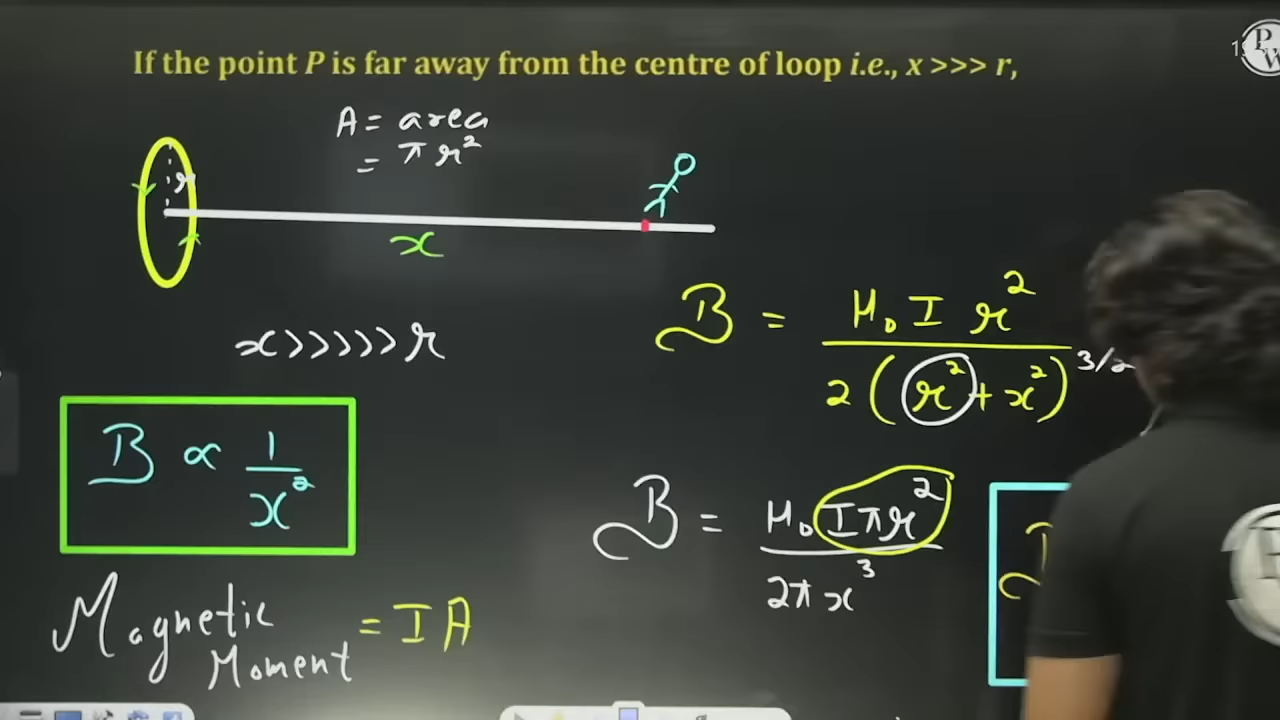 If the point P is far away from the centre of loop i.e., x >>> r,
PW
A = area
= πr²
r
x
x>>>>>r
B = μ₀ I r² / 2 (r² + x²)^3/2
B ∝ 1/x²
B = μ₀ I π r² / 2π x³
Magnetic Moment = I A